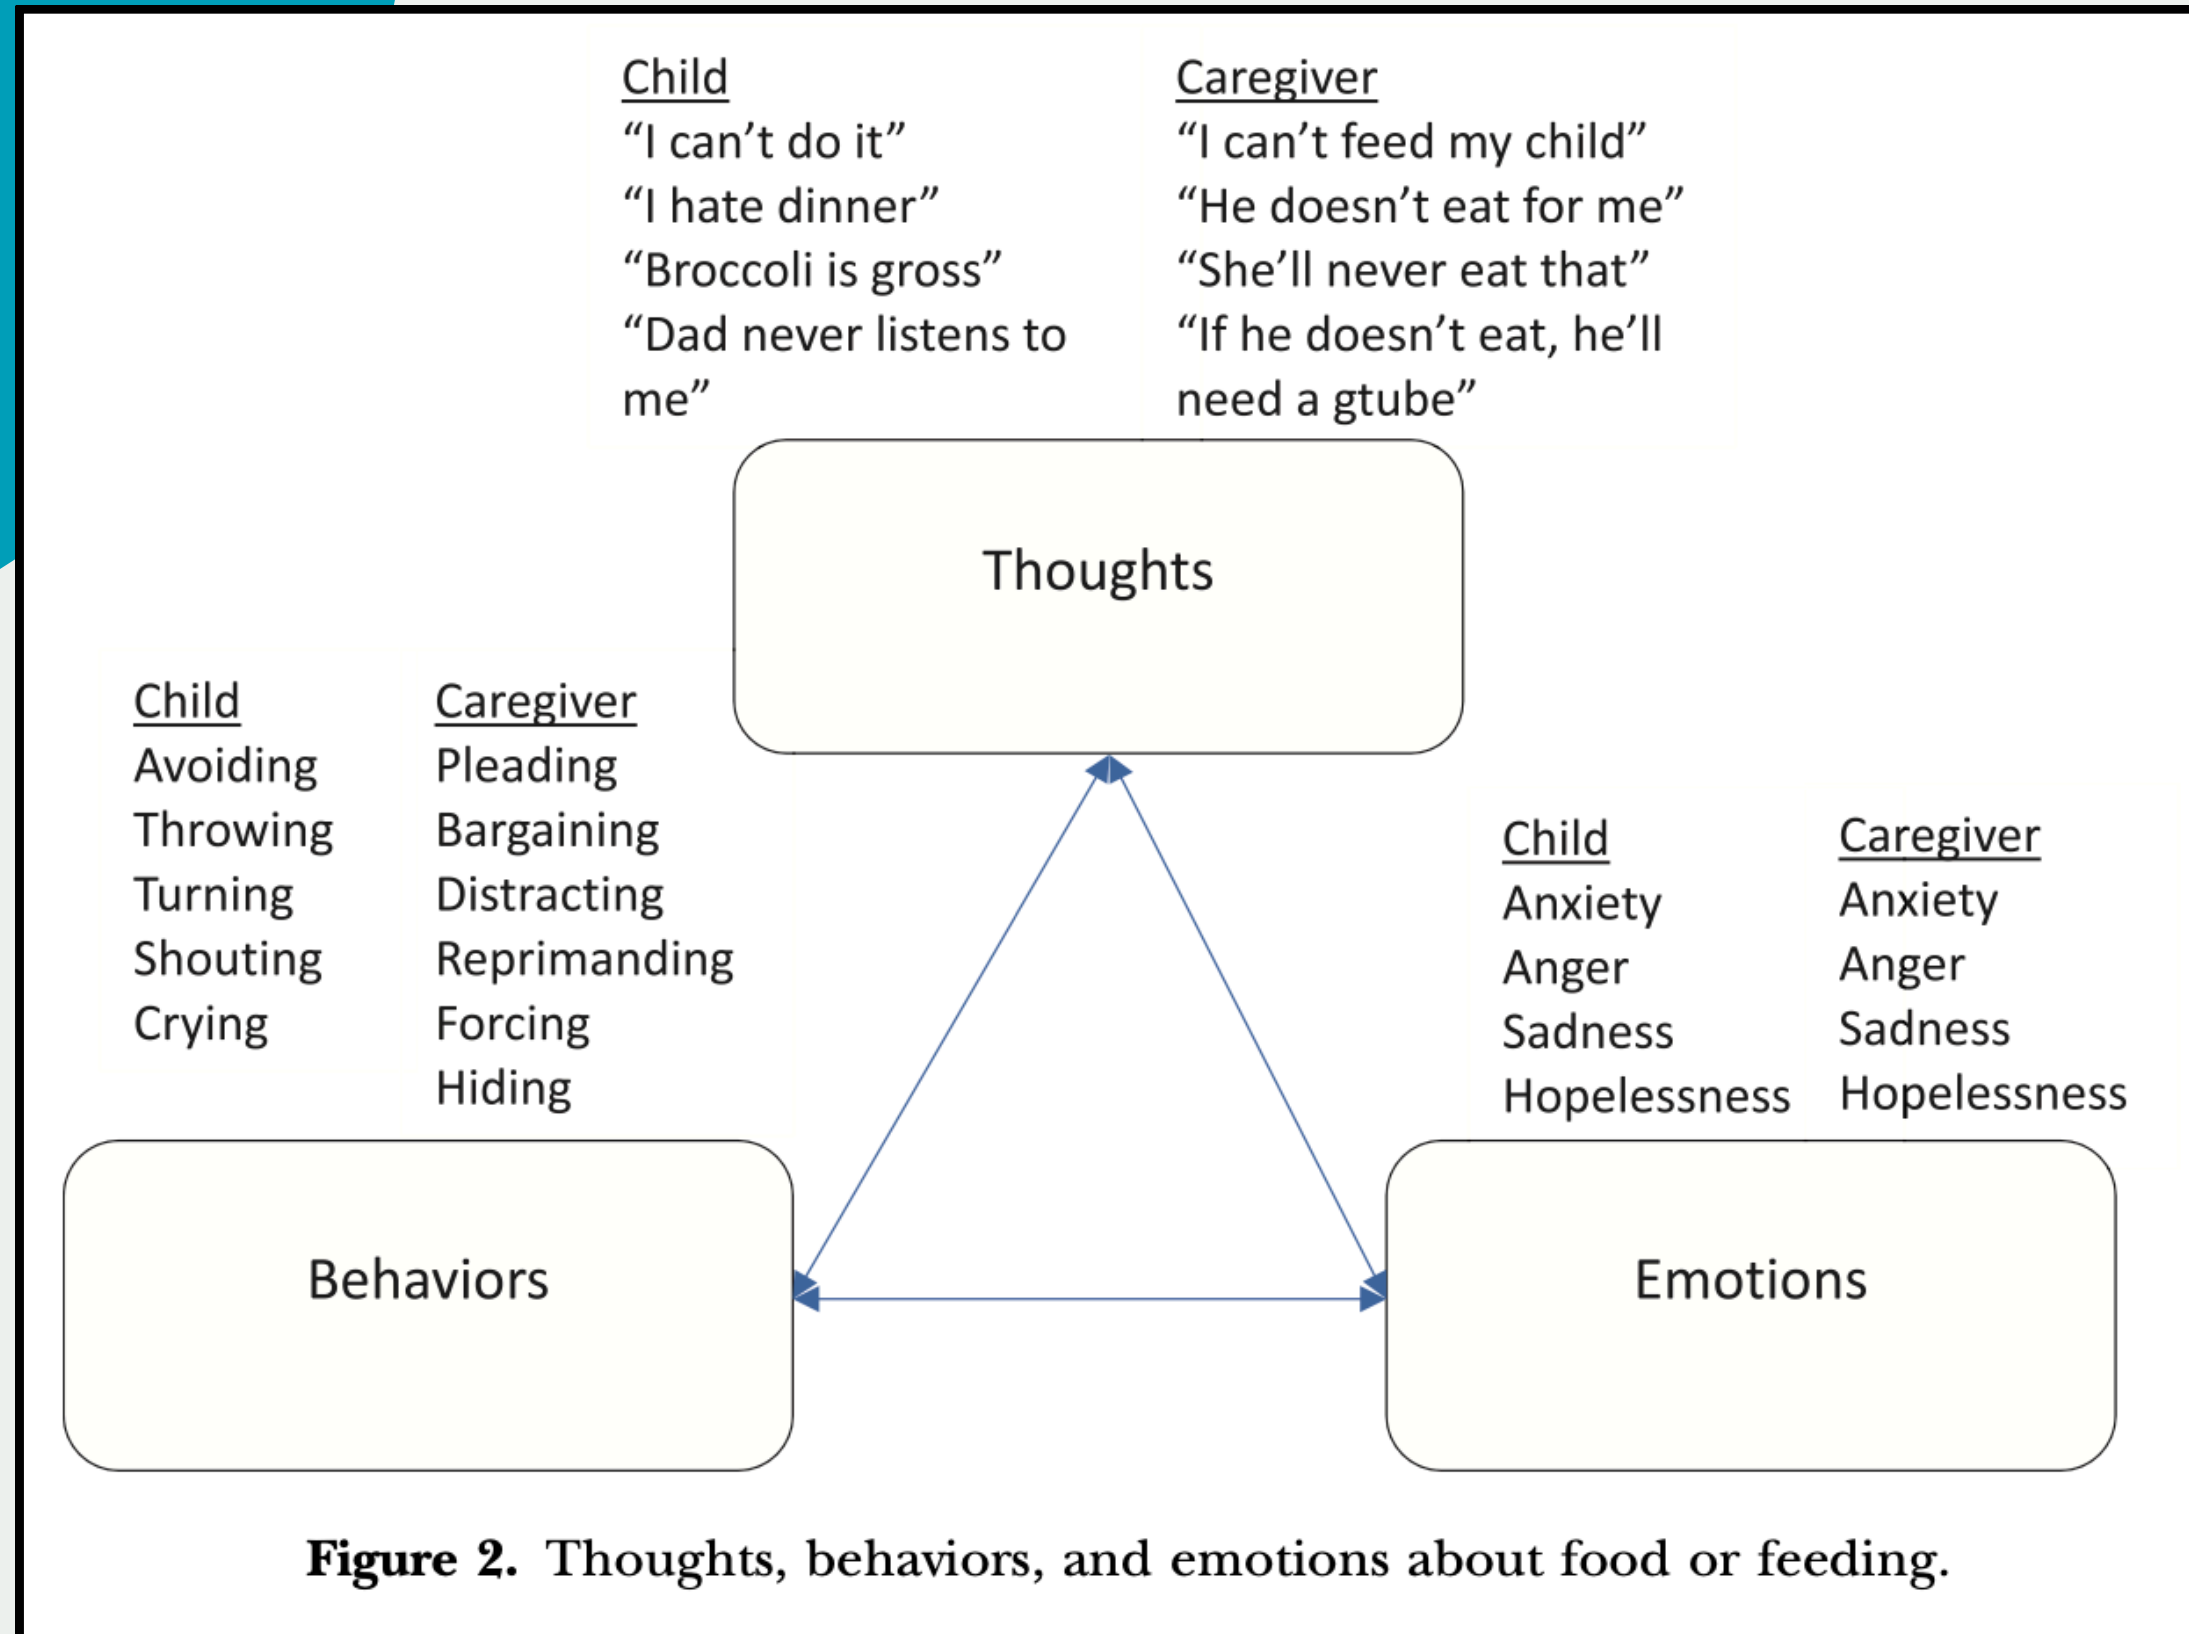 Child
“I can’t do it”
“I hate dinner”
“Broccoli is gross”
“Dad never listens to
me”
Caregiver
“I can’t feed my child”
“He doesn’t eat for me”
“She’ll never eat that”
“If he doesn’t eat, he’ll
need a gtube”
Thoughts
Child
Avoiding
Throwing
Turning
Shouting
Crying
Caregiver
Pleading
Bargaining
Distracting
Reprimanding
Forcing
Hiding
Behaviors
Child
Anxiety
Anger
Sadness
Hopelessness
Caregiver
Anxiety
Anger
Sadness
Hopelessness
Emotions
Figure 2. Thoughts, behaviors, and emotions about food or feeding.